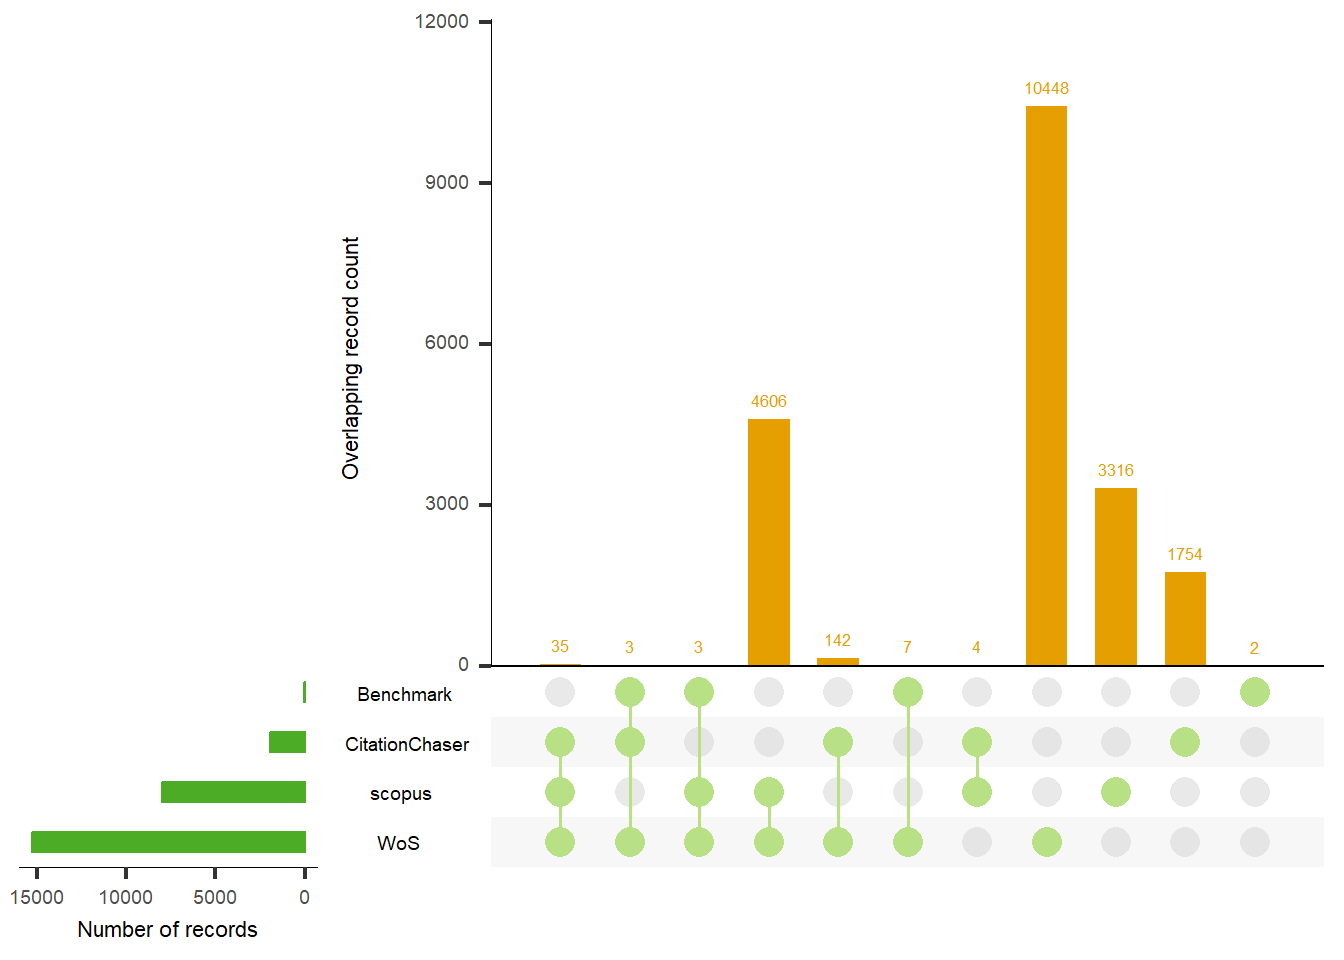 12000
9000
6000
3000
0
Overlapping record count
10448
4606
3316
1754
35
3
3
142
7
4
2
Benchmark
CitationChaser
scopus
WoS
15000 10000 5000 0
Number of records